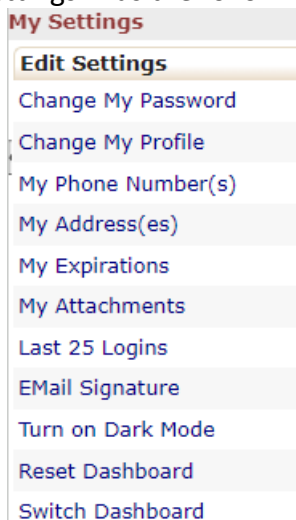 My Settings
Edit Settings
Change My Password
Change My Profile
My Phone Number(s)
My Address(es)
My Expirations
My Attachments
Last 25 Logins
EMail Signature
Turn on Dark Mode
Reset Dashboard
Switch Dashboard